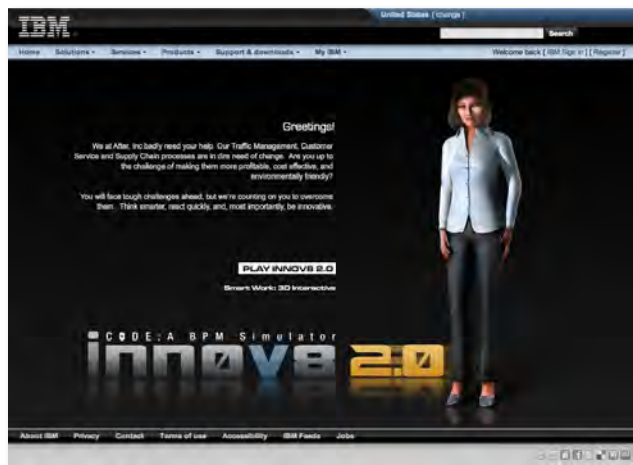 IBM
United States [ change ]
Search
Home Solutions Services Products Support & downloads My IBM
Welcome back [ IBM Sign in ] [ Register ]
Greetings!
We at After, Inc badly need your help. Our Traffic Management, Customer
Service and Supply Chain processes are in dire need of change. Are you up to
the challenge of making them more profitable, cost effective, and
environmentally friendly?
You will face tough challenges ahead, but we're counting on you to overcome
them. Think smarter, react quickly, and, most importantly, be innovative.
PLAY INNOV8 2.0
Smart Work: 3D Interactive
CODE: A BPM Simulator
innov8 2.0
About IBM Privacy Contact Terms of use Accessibility IBM Feeds Jobs